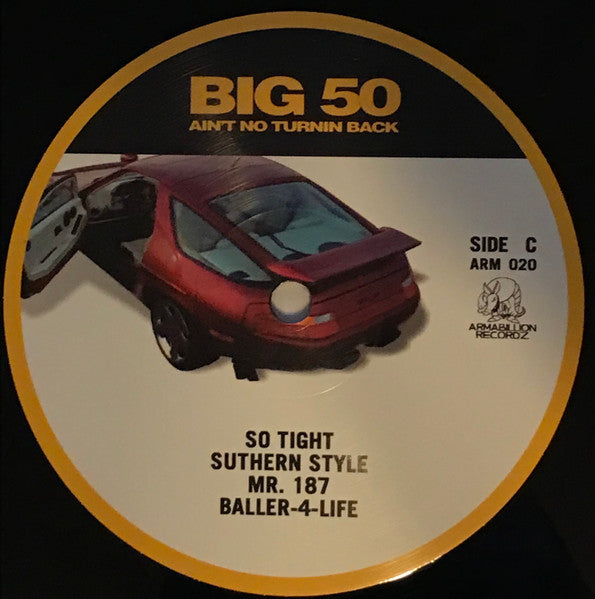 BIG 50
AIN'T NO TURNIN BACK
SIDE C
ARM 020
ARMABILLION
RECORDZ
SO TIGHT
SUTHERN STYLE
MR. 187
BALLER-4-LIFE